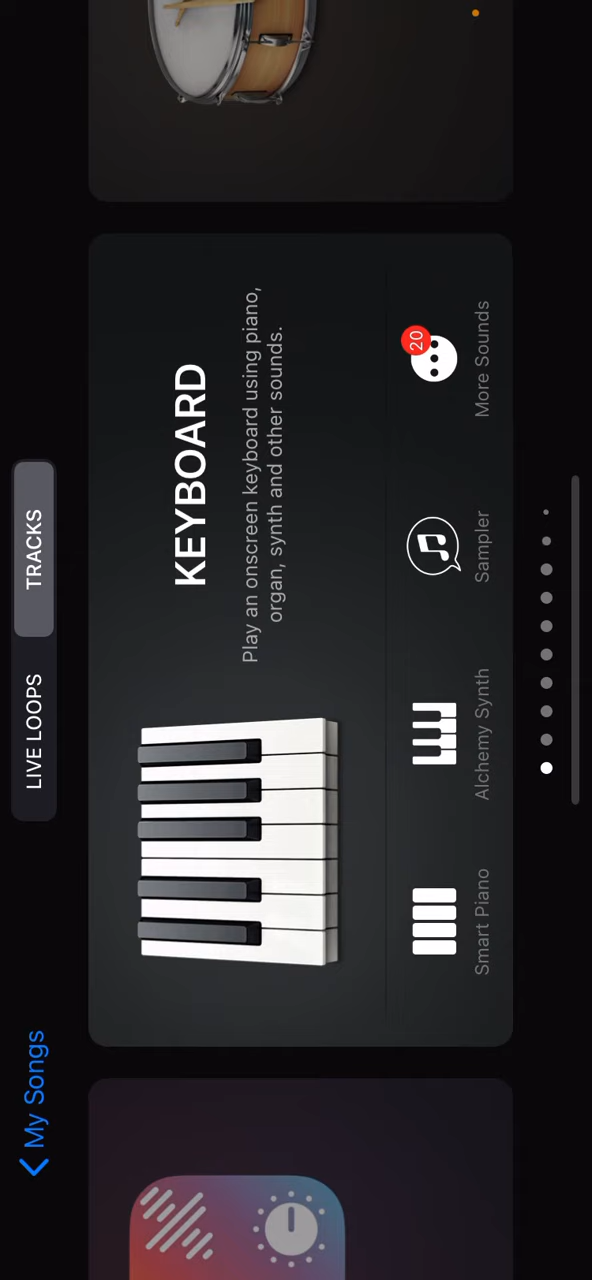 My Songs
LIVE LOOPS
TRACKS
KEYBOARD
Play an onscreen keyboard using piano,
organ, synth and other sounds.
Smart Piano
Alchemy Synth
Sampler
20
More Sounds